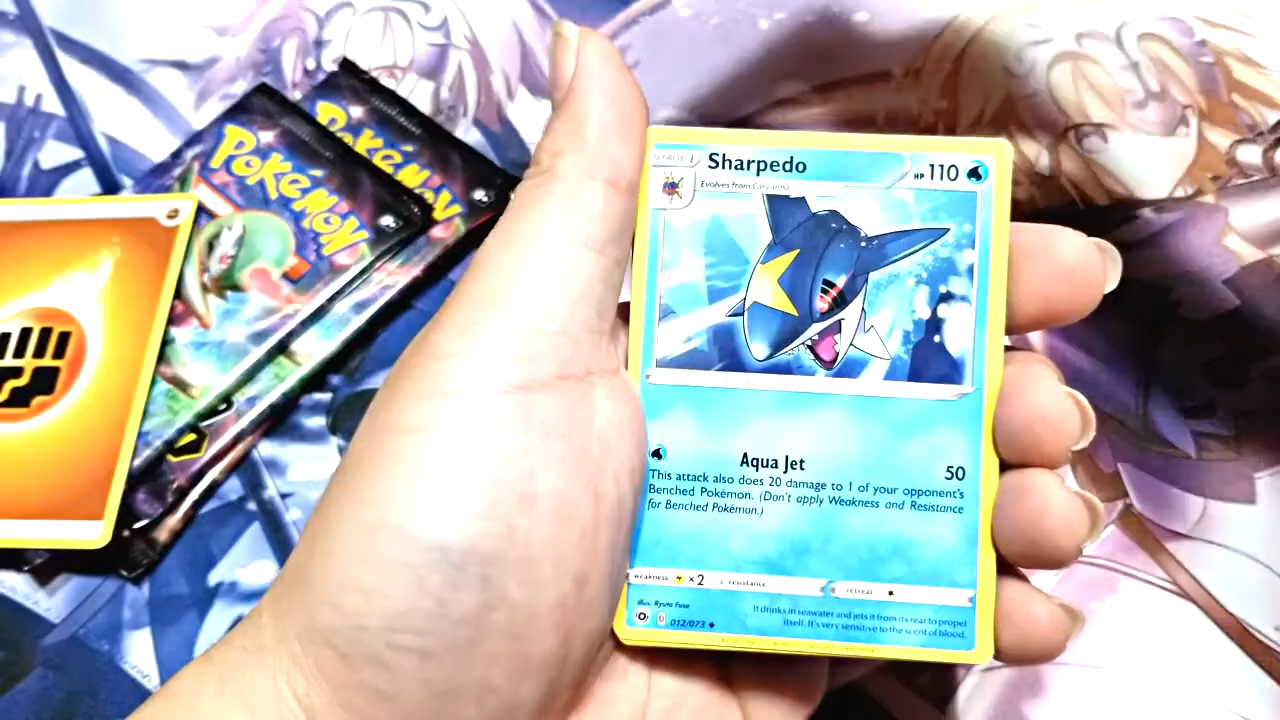 POKéMON
POKéMON
STAGE 1
Sharpedo
HP 110
Evolves from Carvanha
Aqua Jet 50
This attack also does 20 damage to 1 of your opponent's
Benched Pokémon. (Don't apply Weakness and Resistance
for Benched Pokémon.)
weakness ×2 resistance retreat
illus. Ryuta Fuse
D 012/073
It drinks in seawater and jets it from its rear to propel
itself. It's very sensitive to the scent of blood.